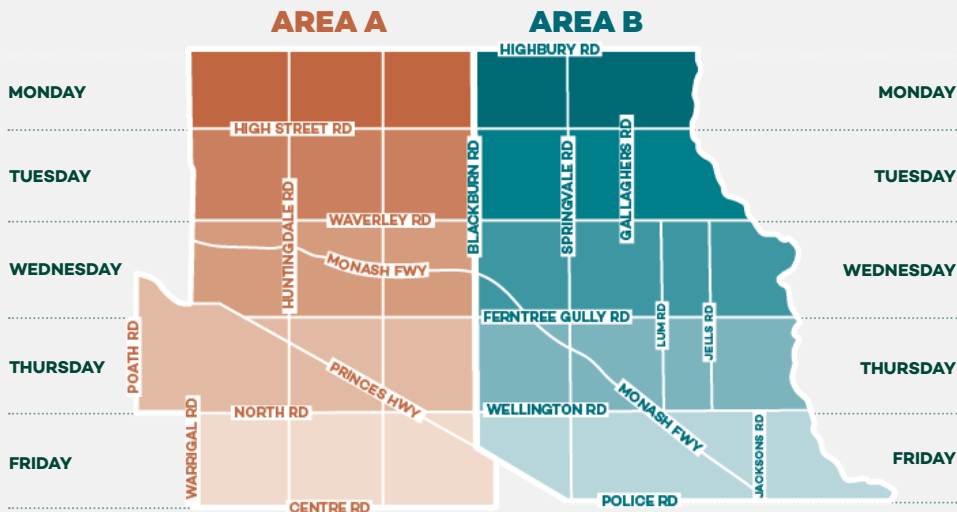 AREA A
AREA B
HIGHBURY RD
MONDAY
MONDAY
HIGH STREET RD
BLACKBURN RD
SPRINGVALE RD
GALLAGHERS RD
TUESDAY
TUESDAY
HUNTINGDALE RD
WAVERLEY RD
MONASH FWY
WEDNESDAY
WEDNESDAY
FERNTREE GULLY RD
LUM RD
JELLS RD
POATH RD
THURSDAY
THURSDAY
PRINCES HWY
MONASH FWY
NORTH RD
WELLINGTON RD
WARRIGAL RD
JACKSONS RD
FRIDAY
FRIDAY
CENTRE RD
POLICE RD